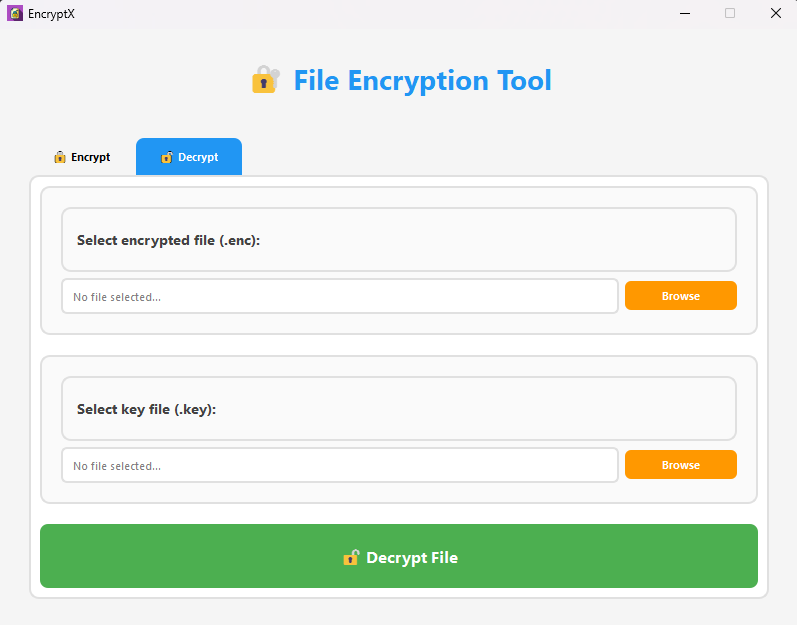 EncryptX
File Encryption Tool
Encrypt
Decrypt
Select encrypted file (.enc):
No file selected...
Browse
Select key file (.key):
No file selected...
Browse
Decrypt File